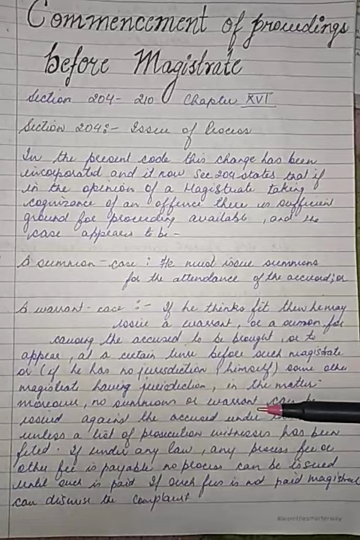 Commencement of proceedings
before Magistrate
Section 204- 210 Chapter XVI
Section 204:- Issue of Process
In the present code this change has been
incorporated and it now Sec 204 states that if
in the opinion of a Magistrate taking
cognizance of an offence there is sufficient
ground for proceeding available, and the
case appears to be -
A summon-case : He must issue summons
for the attendance of the accused; or
A warrant-case :- If he thinks fit then he may
issue a warrant, or a summon for
causing the accused to be brought, or to
appear, at a certain time before such magistrate
or (if he has no jurisdiction himself) some other
magistrate having jurisdiction, in the matter.
moreover, no summons or warrant can be
issued against the accused under
unless a list of prosecution witnesses has been
filed. If under any law, any process fee or
other fee is payable no process can be issued
until such is paid If such fee is not paid magistrate
can dismiss the complaint